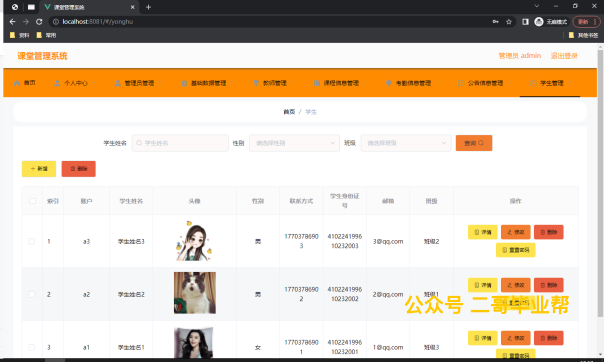 课堂管理系统
localhost:8081/#/yonghu
无痕模式
更新
资料 常用 其他书签
课堂管理系统 管理员 admin 退出登录
首页 个人中心 管理员管理 基础数据管理 教师管理 课程信息管理 考勤信息管理 公告信息管理 学生管理
首页 / 学生
学生姓名 学生姓名 性别 请选择性别 班级 请选择班级 查询
+ 新增 删除
索引 账户 学生姓名 头像 性别 联系方式 学生身份证号 邮箱 班级 操作
1 a3 学生姓名3 男 17703786903 410224199610232003 3@qq.com 班级2 详情 修改 删除
重置密码
2 a2 学生姓名2 男 17703786902 410224199610232002 2@qq.com 班级1 详情 修改 删除
重置密码
公众号 二哥毕业帮
3 a1 学生姓名1 女 17703786901 410224199610232001 1@qq.com 班级3 详情 修改 删除
重置密码